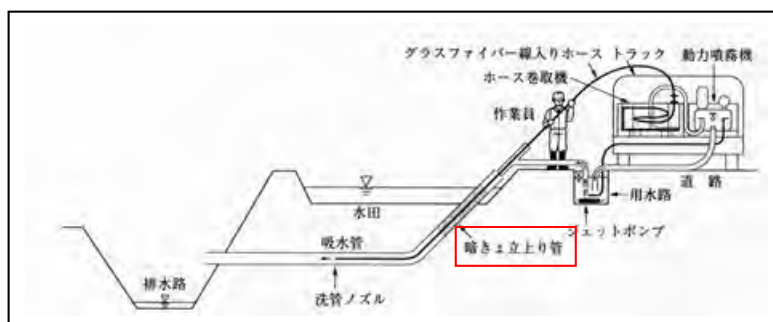 グラスファイバー線入りホース トラック 動力噴霧機
ホース巻取機
作業員
道路
用水路
水田
ジェットポンプ
吸水管
暗きょ立上り管
排水路
洗管ノズル